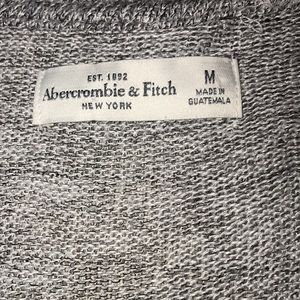 EST. 1892
Abercrombie & Fitch
NEW YORK
M
MADE IN
GUATEMALA